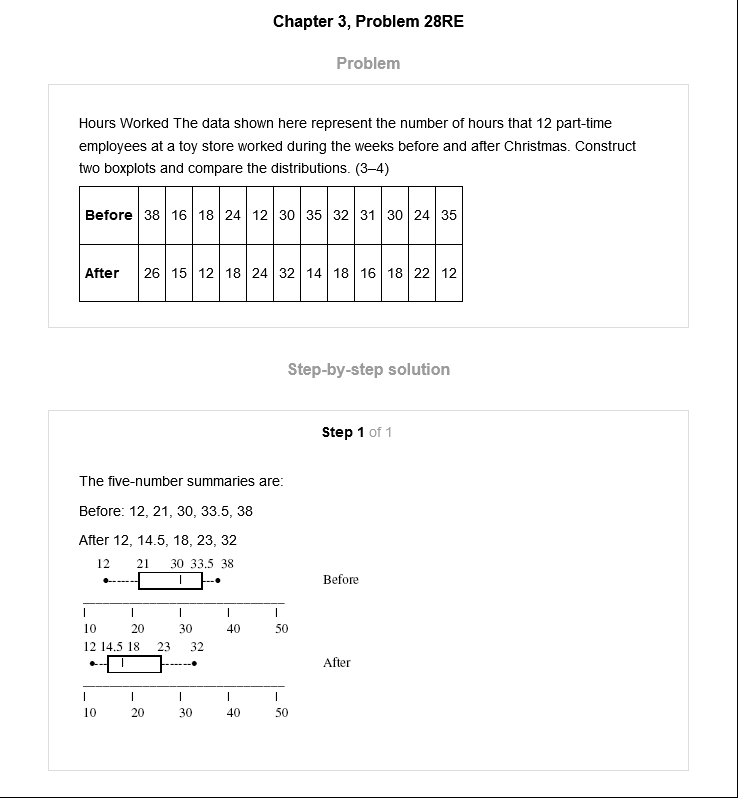 Chapter 3, Problem 28RE
Problem
Hours Worked The data shown here represent the number of hours that 12 part-time
employees at a toy store worked during the weeks before and after Christmas. Construct
two boxplots and compare the distributions. (3–4)
Before 38 16 18 24 12 30 35 32 31 30 24 35
After 26 15 12 18 24 32 14 18 16 18 22 12
Step-by-step solution
Step 1 of 1
The five-number summaries are:
Before: 12, 21, 30, 33.5, 38
After 12, 14.5, 18, 23, 32
12 21 30 33.5 38
Before
10 20 30 40 50
12 14.5 18 23 32
After
10 20 30 40 50